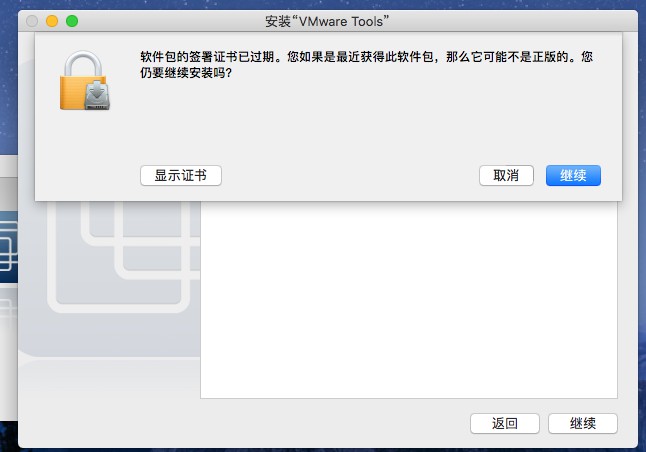 安装“VMware Tools”
软件包的签署证书已过期。您如果是最近获得此软件包，那么它可能不是正版的。您
仍要继续安装吗？
显示证书
取消
继续
返回
继续